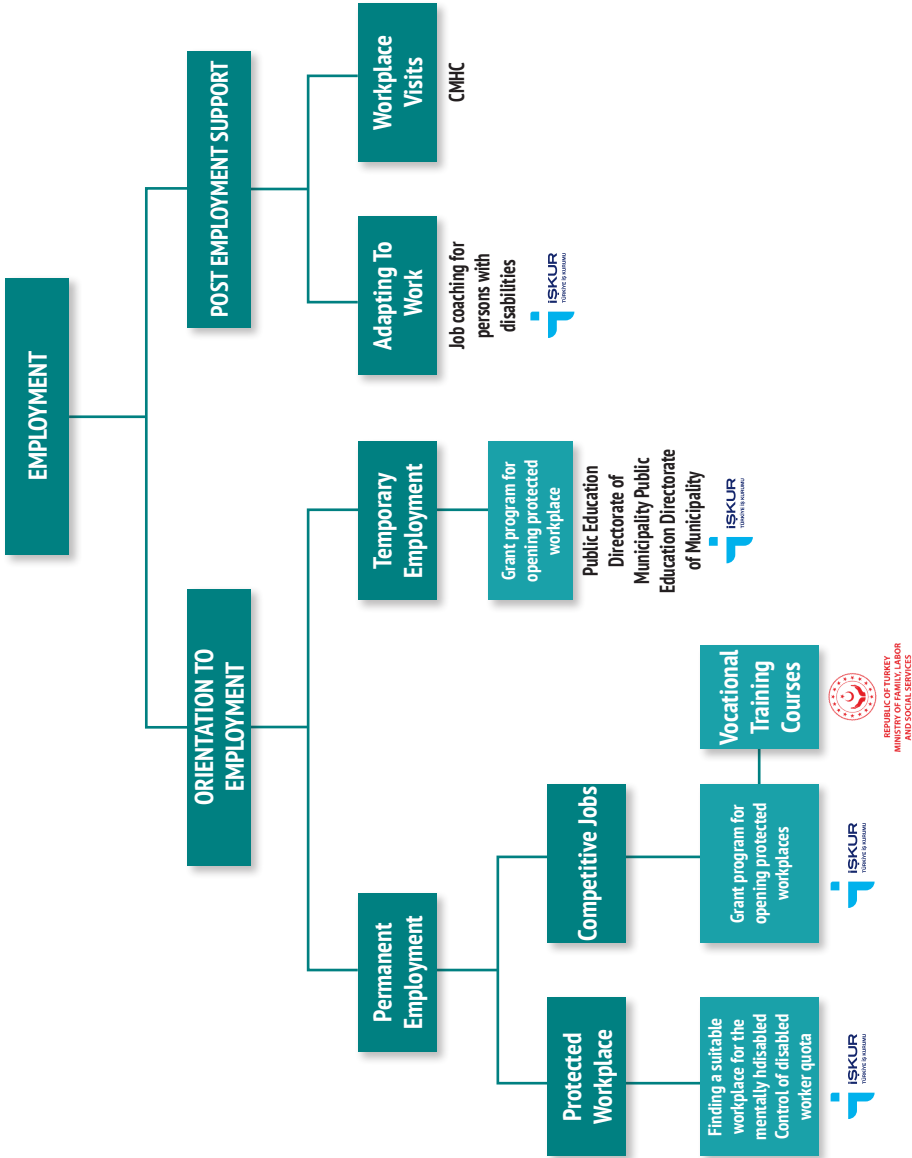 EMPLOYMENT
ORIENTATION TO
EMPLOYMENT
POST EMPLOYMENT SUPPORT
Permanent
Employment
Temporary
Employment
Adapting To
Work
Workplace
Visits
Job coaching for
persons with
disabilities
İŞKUR
TÜRKİYE İŞ KURUMU
CMHC
Grant program for
opening protected
workplace
Public Education
Directorate of
Municipality Public
Education Directorate
of Municipality
İŞKUR
TÜRKİYE İŞ KURUMU
Protected
Workplace
Competitive Jobs
Finding a suitable
workplace for the
mentally hdisabled
Control of disabled
worker quota
İŞKUR
TÜRKİYE İŞ KURUMU
Grant program for
opening protected
workplaces
İŞKUR
TÜRKİYE İŞ KURUMU
Vocational
Training
Courses
REPUBLIC OF TURKEY
MINISTRY OF FAMILY, LABOR
AND SOCIAL SERVICES